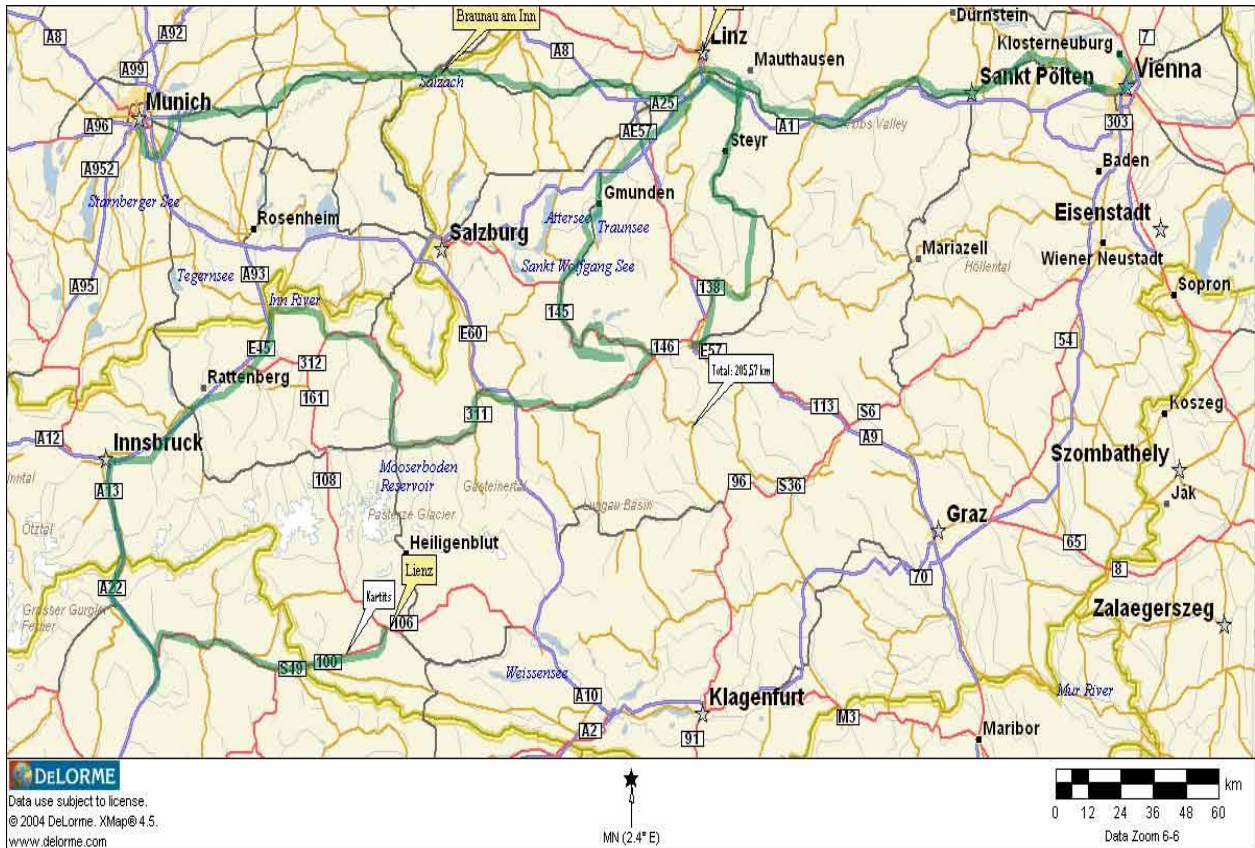 Braunau am Inn
A8
A92
A99
Munich
A96
A952
Starnberger See
Rosenheim
Tegernsee
A93
A95
Inn River
E45
312
Rattenberg
161
A12
Innsbruck
A13
Ötztal
A22
Grosser Gurgler
Ferner
S49
100
Kartits
Lienz
106
Heiligenblut
108
Pasterze Glacier
Mooserboden
Reservoir
Gasteinertal
311
E60
Salzburg
Salzach
A8
Linz
Mauthausen
A25
AE57
Steyr
Gmunden
Attersee
Traunsee
Sankt Wolfgang See
145
138
146
E57
Total: 205,57 km
Lungau Basin
96
S36
113
S6
A9
Graz
70
65
8
Weissensee
A10
A2
Klagenfurt
91
M3
Maribor
Mur River
Dürnstein
Klosterneuburg
7
Vienna
Sankt Pölten
A1
303
Baden
Eisenstadt
Mariazell
Höllental
Wiener Neustadt
Sopron
54
Koszeg
Szombathely
Jak
Zalaegerszeg
DELORME
Data use subject to license.
© 2004 DeLorme. XMap® 4.5.
www.delorme.com
MN (2.4° E)
km
0 12 24 36 48 60
Data Zoom 6-6